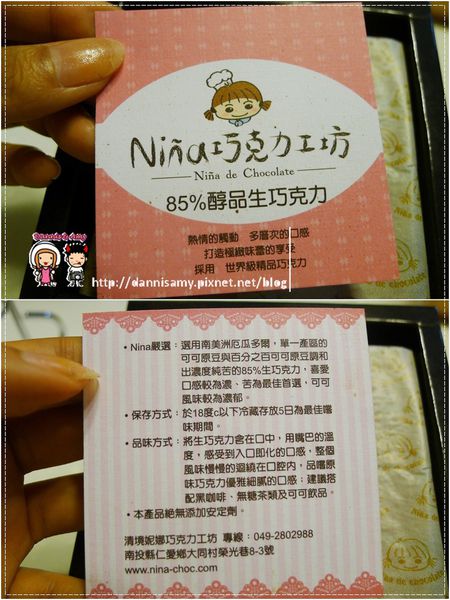 Niña巧克力工坊
Niña de Chocolate
85%醇品生巧克力
熱情的觸動 多層次的口感
打造極緻味蕾的享受
採用 世界級精品巧克力
http://dannisamy.pixnet.net/blog
Niña de
de chocolate
• Nina嚴選：選用南美洲厄瓜多爾，單一產區的
可可原豆與百分之百可可原豆調和
出濃度純苦的85%生巧克力，喜愛
口感較為濃、苦為最佳首選，可可
風味較為濃郁。
• 保存方式：於18度c以下冷藏存放5日為最佳嚐
味期間。
• 品味方式：將生巧克力含在口中，用嘴巴的溫
度，感受到入口即化的口感，整個
風味慢慢的迴繞在口腔內，品嚐原
味巧克力優雅細膩的口感；建議搭
配黑咖啡、無糖茶類及可可飲品。
• 本產品絕無添加安定劑。
清境妮娜巧克力工坊 專線：049-2802988
南投縣仁愛鄉大同村榮光巷8-3號
www.nina-choc.com
Niña de chocolate